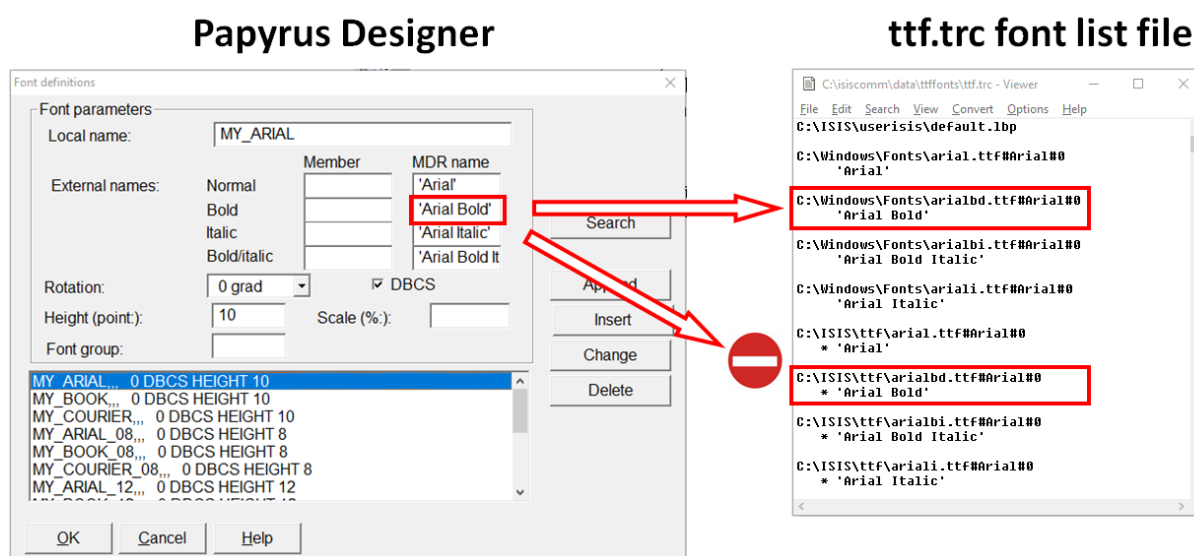 Papyrus Designer
ttf.trc font list file
Font definitions
Font parameters
Local name: MY_ARIAL
Member MDR name
External names: Normal 'Arial'
Bold 'Arial Bold'
Italic 'Arial Italic'
Bold/italic 'Arial Bold It
Rotation: 0 grad DBCS
Height (point:): 10 Scale (%:):
Font group:
Search
Append
Insert
Change
Delete
MY_ARIAL,,, 0 DBCS HEIGHT 10
MY_BOOK,,, 0 DBCS HEIGHT 10
MY_COURIER,,, 0 DBCS HEIGHT 10
MY_ARIAL_08,,, 0 DBCS HEIGHT 8
MY_BOOK_08,,, 0 DBCS HEIGHT 8
MY_COURIER_08,,, 0 DBCS HEIGHT 8
MY_ARIAL_12,,, 0 DBCS HEIGHT 12
OK Cancel Help
C:\isiscomm\data\ttffonts\ttf.trc - Viewer
File Edit Search View Convert Options Help
C:\ISIS\userisis\default.lbp
C:\Windows\Fonts\arial.ttf#Arial#0
'Arial'
C:\Windows\Fonts\arialbd.ttf#Arial#0
'Arial Bold'
C:\Windows\Fonts\arialbi.ttf#Arial#0
'Arial Bold Italic'
C:\Windows\Fonts\ariali.ttf#Arial#0
'Arial Italic'
C:\ISIS\ttf\arial.ttf#Arial#0
* 'Arial'
C:\ISIS\ttf\arialbd.ttf#Arial#0
* 'Arial Bold'
C:\ISIS\ttf\arialbi.ttf#Arial#0
* 'Arial Bold Italic'
C:\ISIS\ttf\ariali.ttf#Arial#0
* 'Arial Italic'